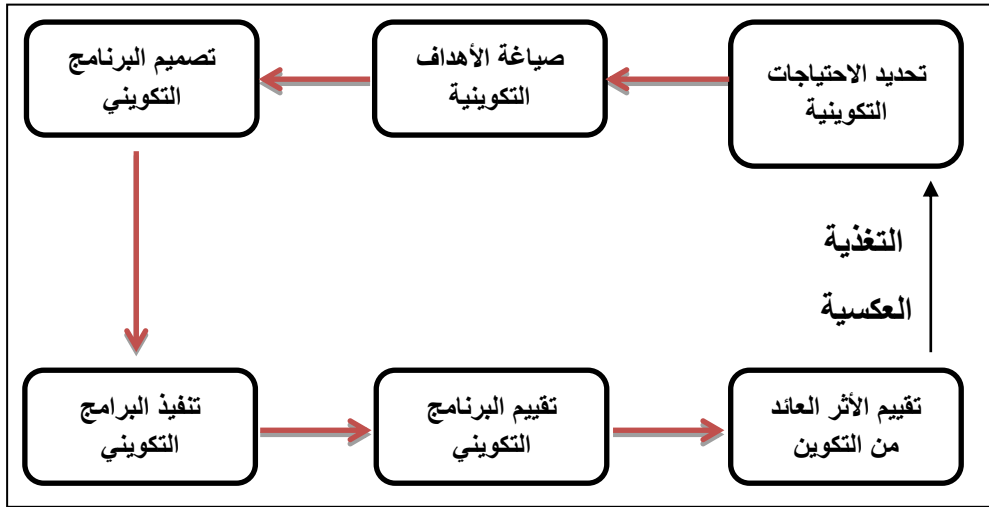 تحديد الاحتياجات
التكوينية
صياغة الأهداف
التكوينية
تصميم البرنامج
التكويني
التغذية
العكسية
تنفيذ البرامج
التكويني
تقييم البرنامج
التكويني
تقييم الأثر العائد
من التكوين